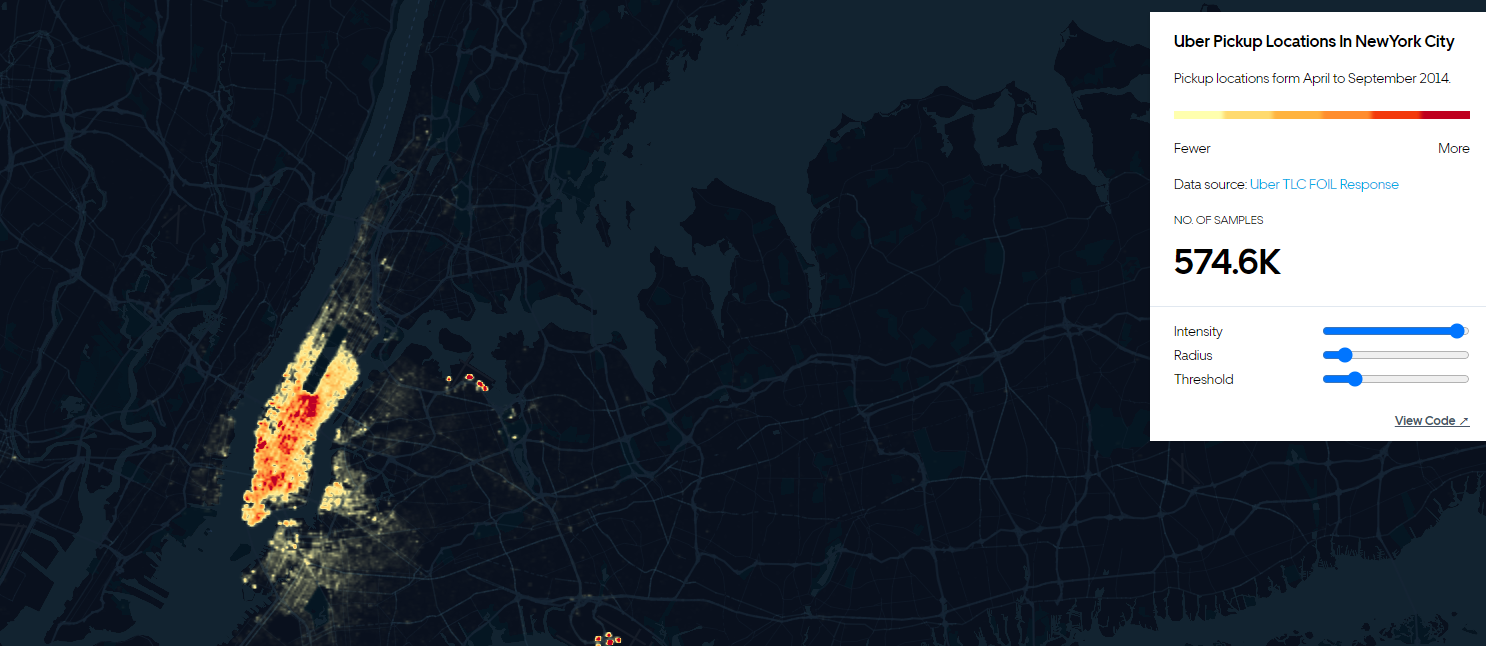 Uber Pickup Locations In NewYork City
Pickup locations form April to September 2014.
Fewer More
Data source: Uber TLC FOIL Response
NO. OF SAMPLES
574.6K
Intensity
Radius
Threshold
View Code ↗